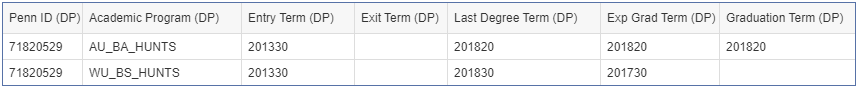 Penn ID (DP) Academic Program (DP) Entry Term (DP) Exit Term (DP) Last Degree Term (DP) Exp Grad Term (DP) Graduation Term (DP)
71820529 AU_BA_HUNTS 201330 201820 201820 201820
71820529 WU_BS_HUNTS 201330 201830 201730